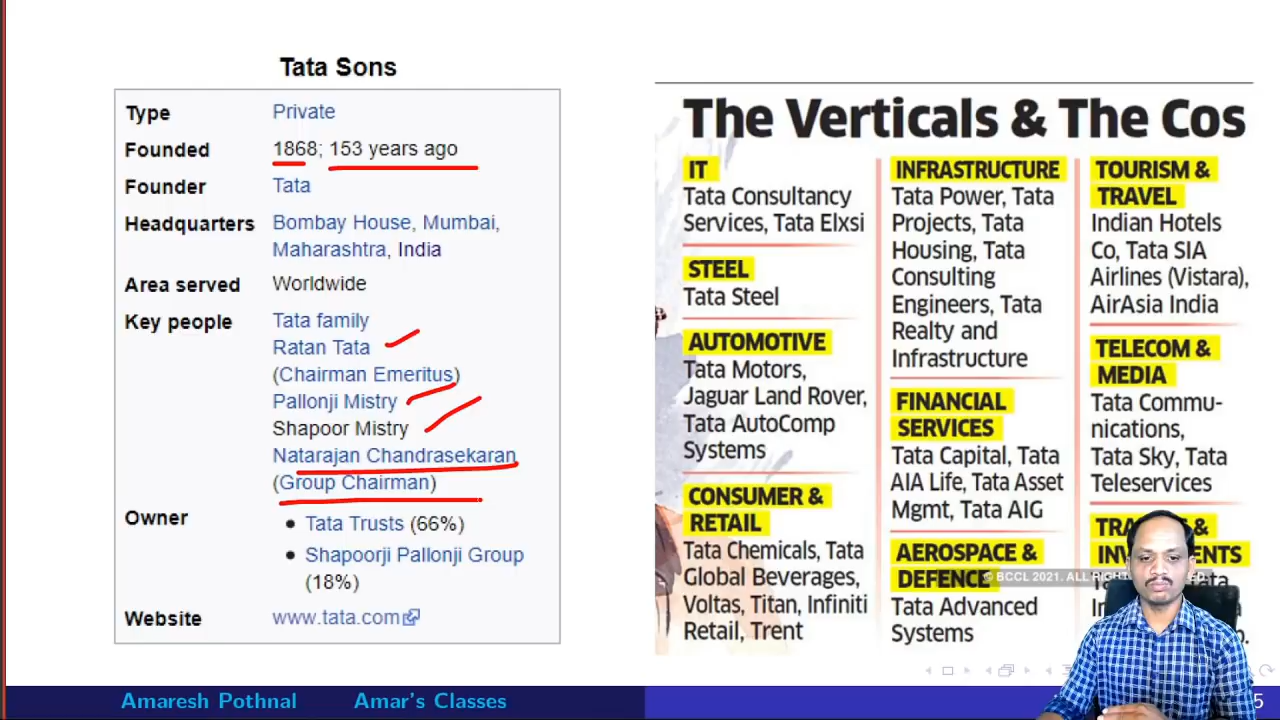 Tata Sons
Type Private
Founded 1868; 153 years ago
Founder Tata
Headquarters Bombay House, Mumbai,
Maharashtra, India
Area served Worldwide
Key people Tata family
Ratan Tata
(Chairman Emeritus)
Pallonji Mistry
Shapoor Mistry
Natarajan Chandrasekaran
(Group Chairman)
Owner
Tata Trusts (66%)
Shapoorji Pallonji Group
(18%)
Website www.tata.com
The Verticals & The Cos
IT
Tata Consultancy
Services, Tata Elxsi
STEEL
Tata Steel
AUTOMOTIVE
Tata Motors,
Jaguar Land Rover,
Tata AutoComp
Systems
CONSUMER &
RETAIL
Tata Chemicals, Tata
Global Beverages,
Voltas, Titan, Infiniti
Retail, Trent
INFRASTRUCTURE
Tata Power, Tata
Projects, Tata
Housing, Tata
Consulting
Engineers, Tata
Realty and
Infrastructure
FINANCIAL
SERVICES
Tata Capital, Tata
AIA Life, Tata Asset
Mgmt, Tata AIG
AEROSPACE &
DEFENCE
© BCCL 2021. ALL
Tata Advanced
Systems
TOURISM &
TRAVEL
Indian Hotels
Co, Tata SIA
Airlines (Vistara),
AirAsia India
TELECOM &
MEDIA
Tata Commu-
nications,
Tata Sky, Tata
Teleservices
&
Amaresh Pothnal Amar's Classes